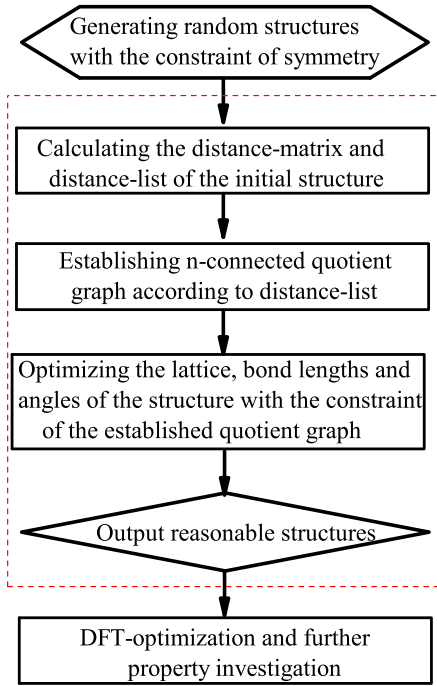 Generating random structures
with the constraint of symmetry
Calculating the distance-matrix and
distance-list of the initial structure
Establishing n-connected quotient
graph according to distance-list
Optimizing the lattice, bond lengths and
angles of the structure with the constraint
of the established quotient graph
Output reasonable structures
DFT-optimization and further
property investigation